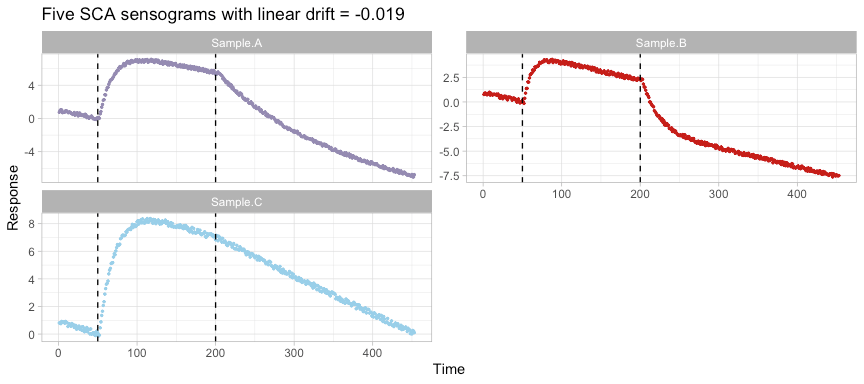 Five SCA sensograms with linear drift = -0.019
Sample.A
Sample.B
4
0
-4
2.5
0.0
-2.5
-5.0
-7.5
0 100 200 300 400
Sample.C
8
6
4
2
0
0 100 200 300 400
Response
Time